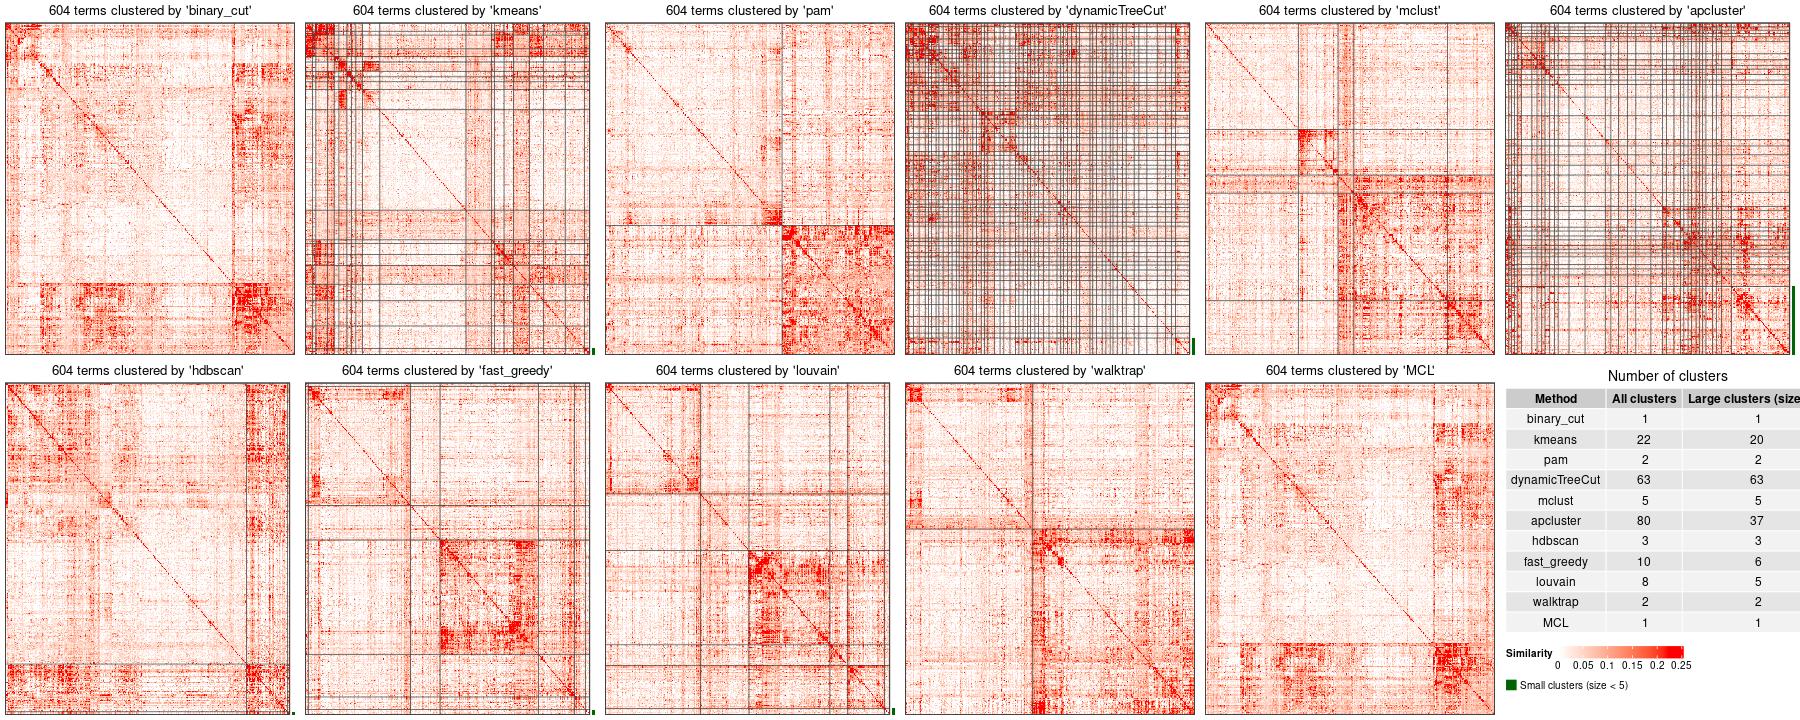 604 terms clustered by 'binary_cut'
604 terms clustered by 'kmeans'
604 terms clustered by 'pam'
604 terms clustered by 'dynamicTreeCut'
604 terms clustered by 'mclust'
604 terms clustered by 'apcluster'
604 terms clustered by 'hdbscan'
604 terms clustered by 'fast_greedy'
604 terms clustered by 'louvain'
604 terms clustered by 'walktrap'
604 terms clustered by 'MCL'
Number of clusters
Method All clusters Large clusters (size
binary_cut 1 1
kmeans 22 20
pam 2 2
dynamicTreeCut 63 63
mclust 5 5
apcluster 80 37
hdbscan 3 3
fast_greedy 10 6
louvain 8 5
walktrap 2 2
MCL 1 1
Similarity
0 0.05 0.1 0.15 0.2 0.25
Small clusters (size < 5)